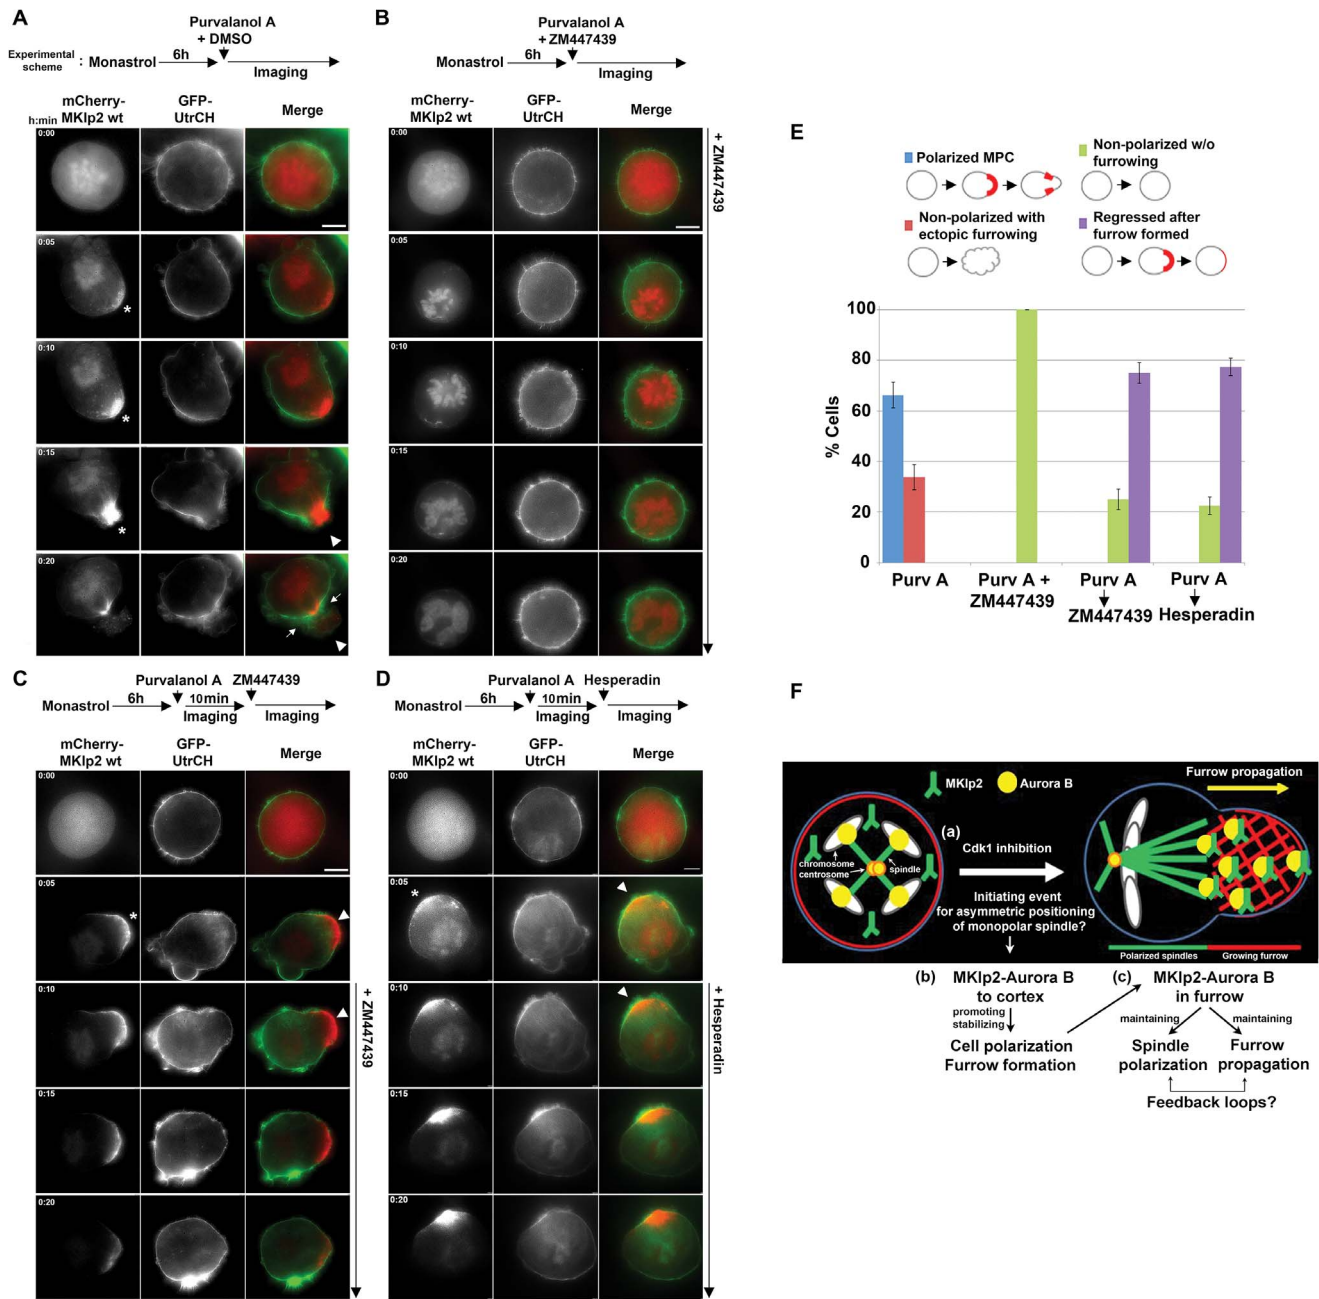 A
Purvalanol A
+ DMSO
Experimental
scheme
: Monastrol
6h
Imaging
mCherry-
MKlp2 wt
GFP-
UtrCH
Merge
h:min
0:00
0:05
*
0:10
*
0:15
*
0:20
B
Purvalanol A
+ ZM447439
Monastrol
6h
Imaging
mCherry-
MKlp2 wt
GFP-
UtrCH
Merge
0:00
0:05
0:10
0:15
0:20
+ ZM447439
C
Purvalanol A ZM447439
Monastrol
6h
10min
Imaging
Imaging
mCherry-
MKlp2 wt
GFP-
UtrCH
Merge
0:00
0:05
*
0:10
0:15
0:20
+ ZM447439
D
Purvalanol A Hesperadin
Monastrol
6h
10min
Imaging
Imaging
mCherry-
MKlp2 wt
GFP-
UtrCH
Merge
0:00
0:05
*
0:10
0:15
0:20
+ Hesperadin
E
Polarized MPC
Non-polarized w/o
furrowing
Non-polarized with
ectopic furrowing
Regressed after
furrow formed
% Cells
100
80
60
40
20
0
Purv A
Purv A +
ZM447439
Purv A
ZM447439
Purv A
Hesperadin
F
MKlp2
Aurora B
Furrow propagation
(a)
Cdk1 inhibition
chromosome
centrosome
spindle
Initiating event
for asymmetric positioning
of monopolar spindle?
Polarized spindles
Growing furrow
(b)
MKlp2-Aurora B
to cortex
promoting
stabilizing
Cell polarization
Furrow formation
(c)
MKlp2-Aurora B
in furrow
maintaining
maintaining
Spindle
polarization
Furrow
propagation
Feedback loops?